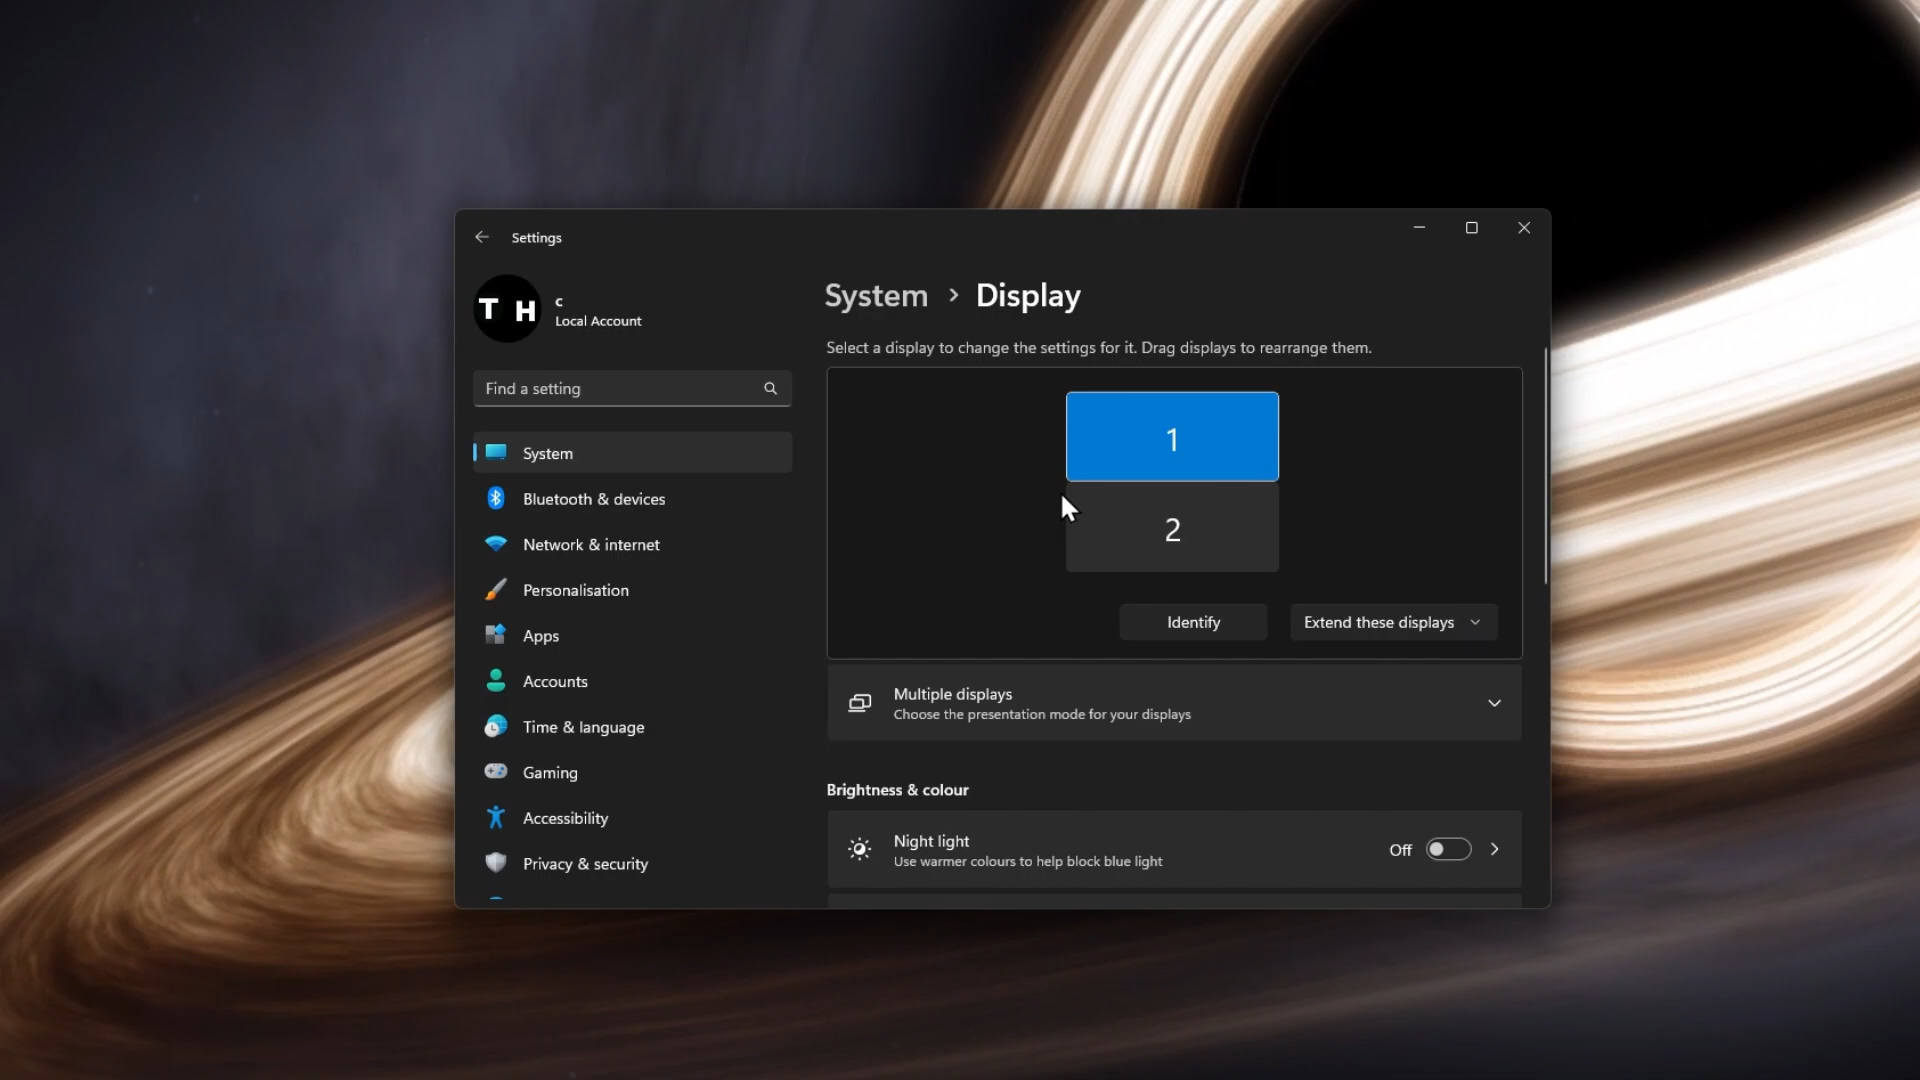 Settings
T H
c
Local Account
Find a setting
System
Bluetooth & devices
Network & internet
Personalisation
Apps
Accounts
Time & language
Gaming
Accessibility
Privacy & security
System › Display
Select a display to change the settings for it. Drag displays to rearrange them.
1
2
Identify
Extend these displays
Multiple displays
Choose the presentation mode for your displays
Brightness & colour
Night light
Use warmer colours to help block blue light
Off